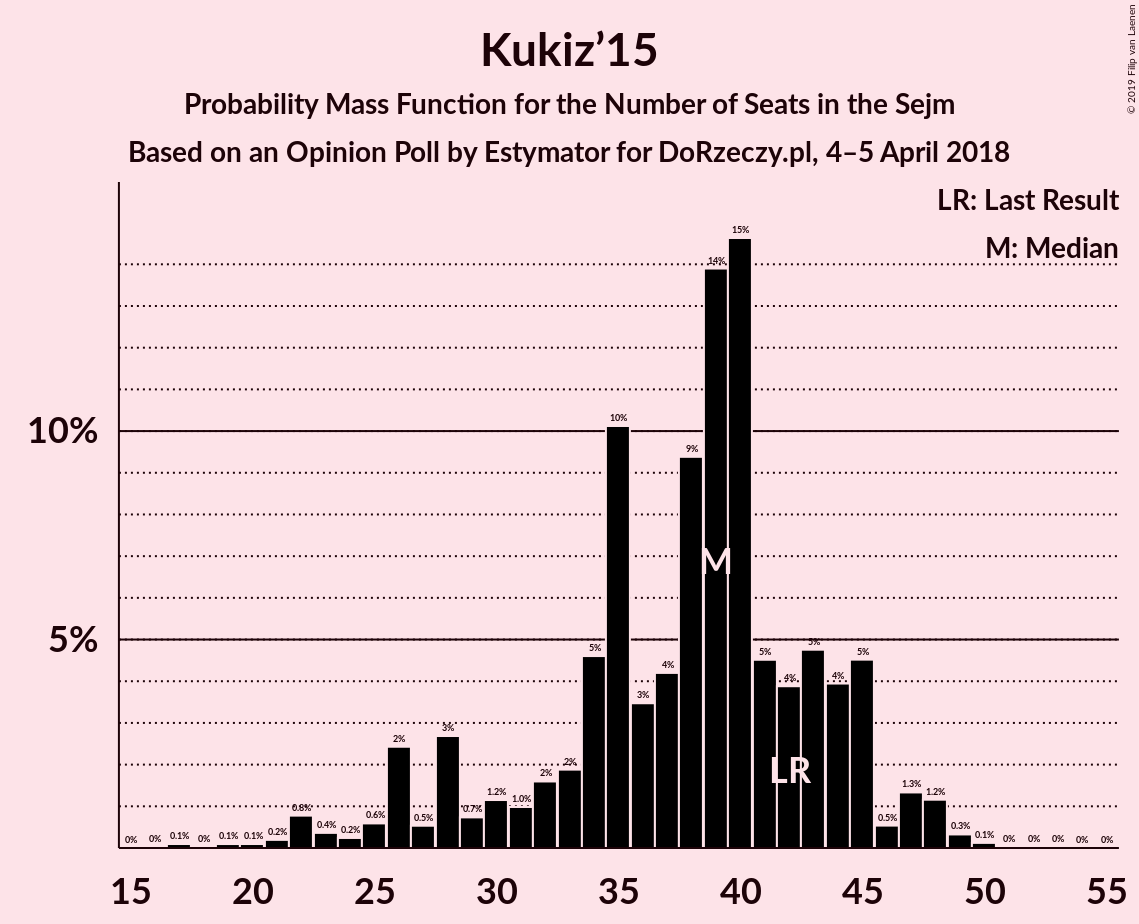 Kukiz’15
Probability Mass Function for the Number of Seats in the Sejm
Based on an Opinion Poll by Estymator for DoRzeczy.pl, 4–5 April 2018
© 2019 Filip van Laenen
LR: Last Result
M: Median
10%
5%
0% 0% 0.1% 0% 0.1% 0.1% 0.2% 0.8% 0.4% 0.2% 0.6% 2% 0.5% 3% 0.7% 1.2% 1.0% 2% 2% 5% 10% 3% 4% 9% 14% 15% 5% 4% 5% 4% 5% 0.5% 1.3% 1.2% 0.3% 0.1% 0% 0% 0% 0% 0%
M
LR
15 20 25 30 35 40 45 50 55